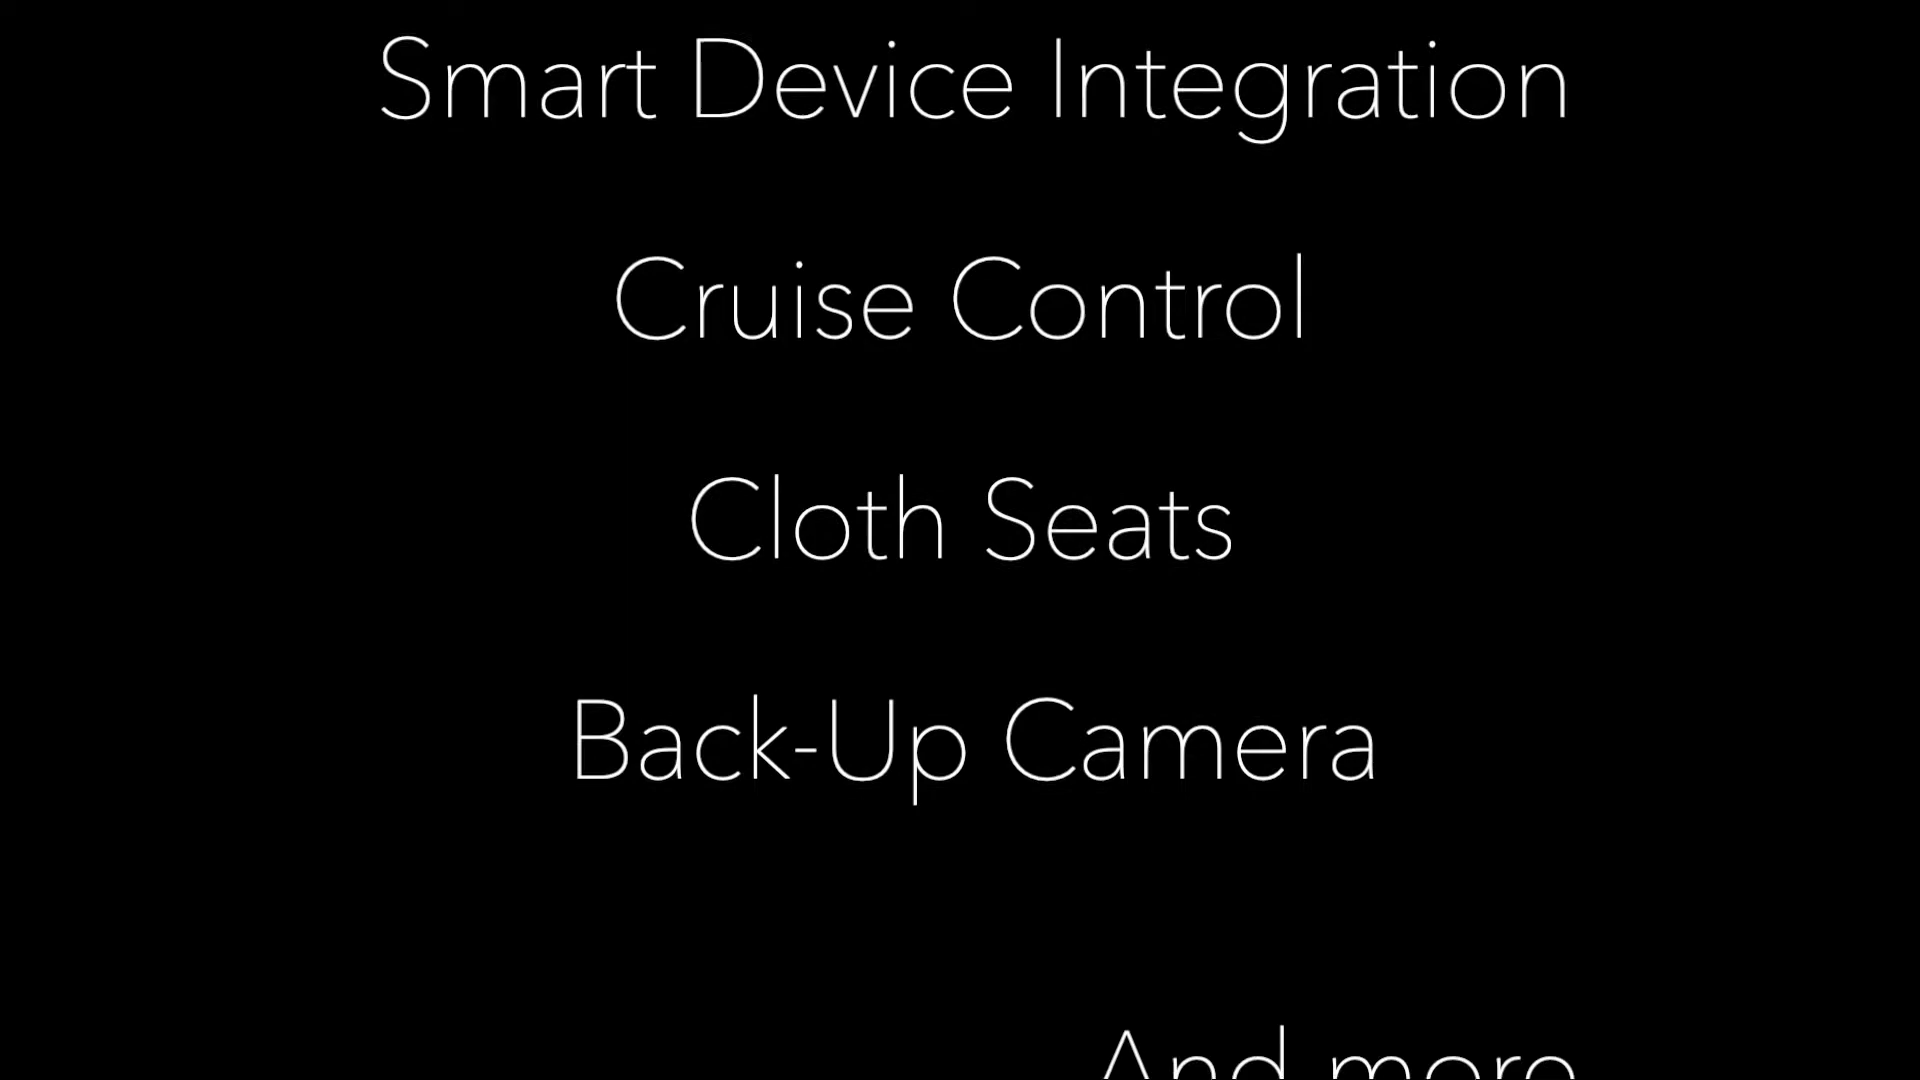 Smart Device Integration
Cruise Control
Cloth Seats
Back-Up Camera
And more